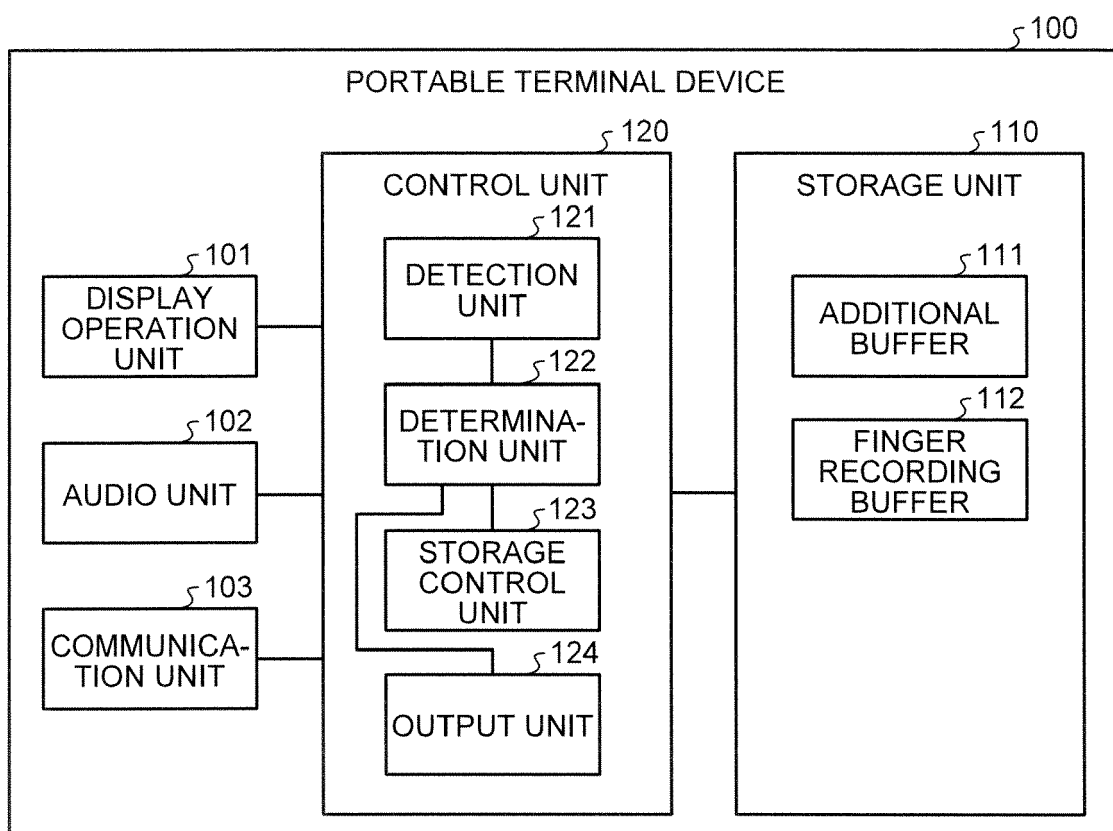 100
PORTABLE TERMINAL DEVICE
120
CONTROL UNIT
110
STORAGE UNIT
101
DISPLAY
OPERATION
UNIT
102
AUDIO UNIT
103
COMMUNICA-
TION UNIT
121
DETECTION
UNIT
122
DETERMINA-
TION UNIT
123
STORAGE
CONTROL
UNIT
124
OUTPUT UNIT
111
ADDITIONAL
BUFFER
112
FINGER
RECORDING
BUFFER